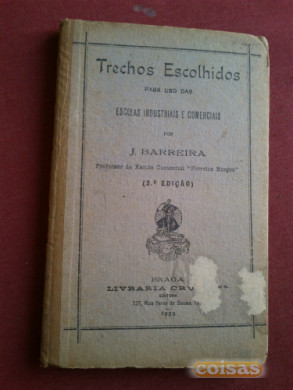 Trechos Escolhidos
PARA USO DAS
ESCOLAS INDUSTRIAIS E COMERCIAIS
POR
J. BARREIRA
Professor da Escola Comercial "Ferreira Borges"
(2.ª EDIÇÃO)
BRAGA
LIVRARIA
EDITORA
coisas